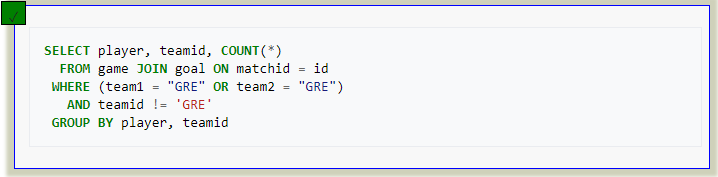 SELECT player, teamid, COUNT(*)
FROM game JOIN goal ON matchid = id
WHERE (team1 = "GRE" OR team2 = "GRE")
AND teamid != 'GRE'
GROUP BY player, teamid